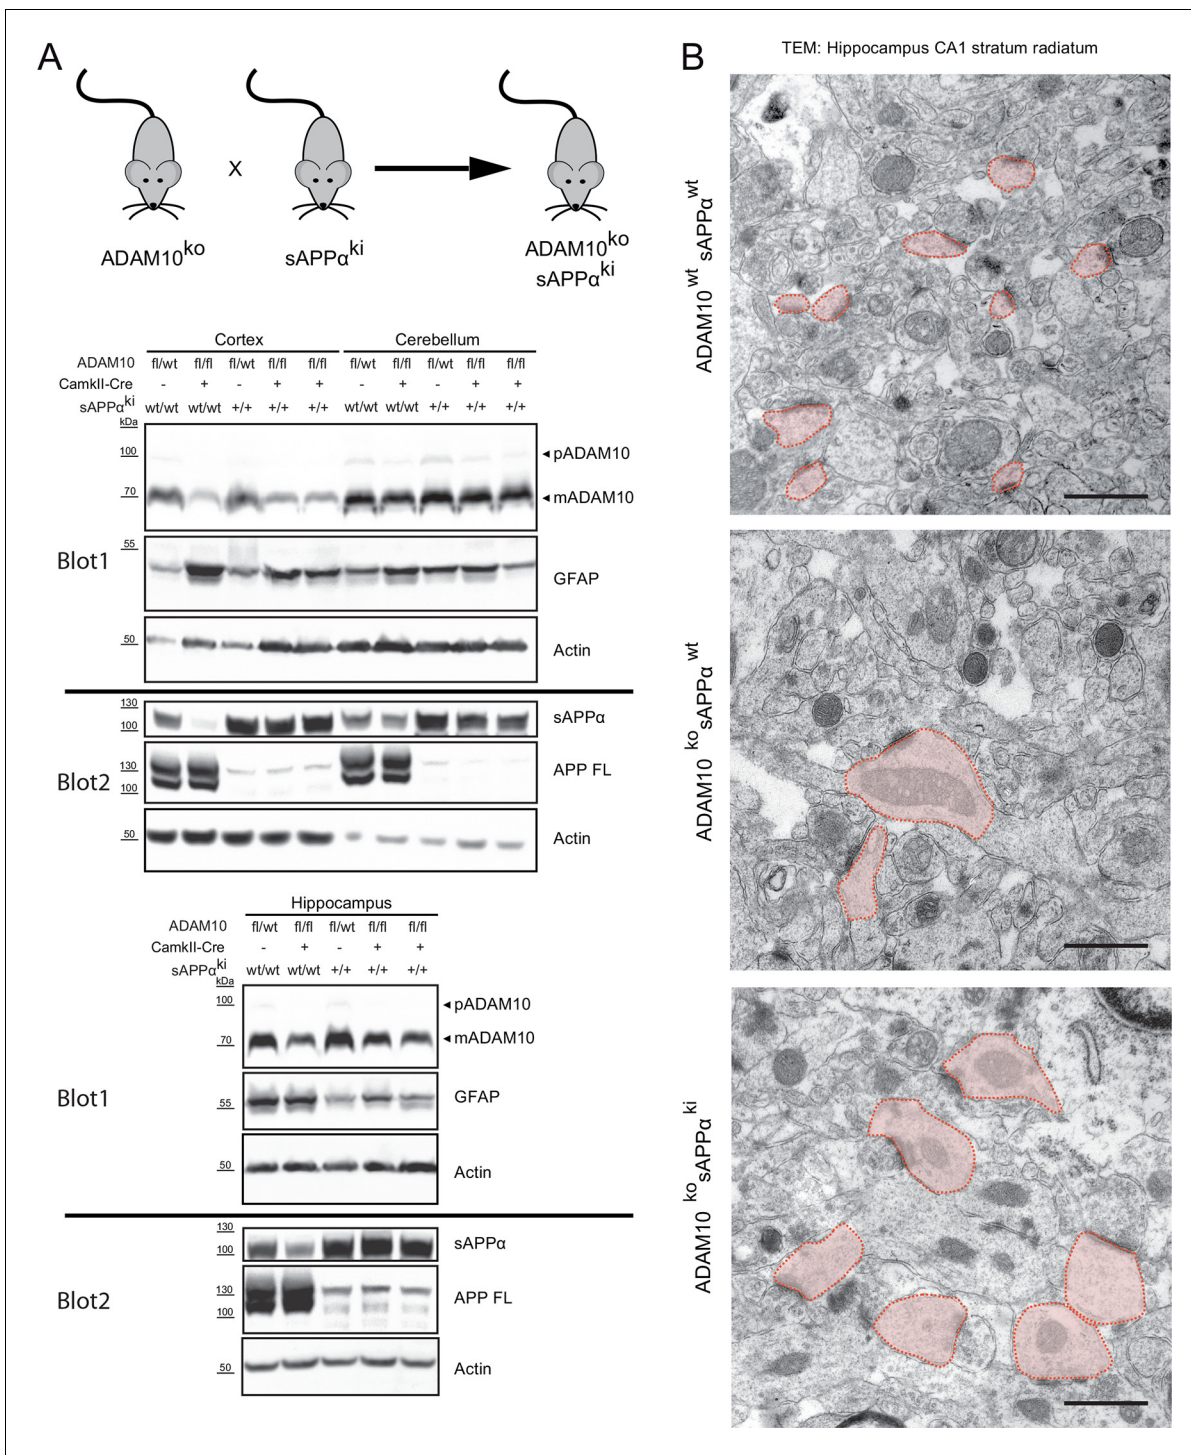 A
X
ADAM10ko
sAPPαki
ADAM10ko
sAPPαki
Cortex Cerebellum
ADAM10 fl/wt fl/fl fl/wt fl/fl fl/fl fl/wt fl/fl fl/wt fl/fl fl/fl
CamkII-Cre - + - + + - + - + +
sAPPαki wt/wt wt/wt +/+ +/+ +/+ wt/wt wt/wt +/+ +/+ +/+
kDa
100 pADAM10
70 mADAM10
Blot1
55
GFAP
50 Actin
130
100 sAPPα
Blot2
130 APP FL
100
50 Actin
Hippocampus
ADAM10 fl/wt fl/fl fl/wt fl/fl fl/fl
CamkII-Cre - + - + +
sAPPαki wt/wt wt/wt +/+ +/+ +/+
kDa
100 pADAM10
70 mADAM10
Blot1
55 GFAP
50 Actin
130
100 sAPPα
Blot2
130 APP FL
100
50 Actin
B
TEM: Hippocampus CA1 stratum radiatum
ADAM10wt sAPPαwt
ADAM10ko sAPPαwt
ADAM10ko sAPPαki